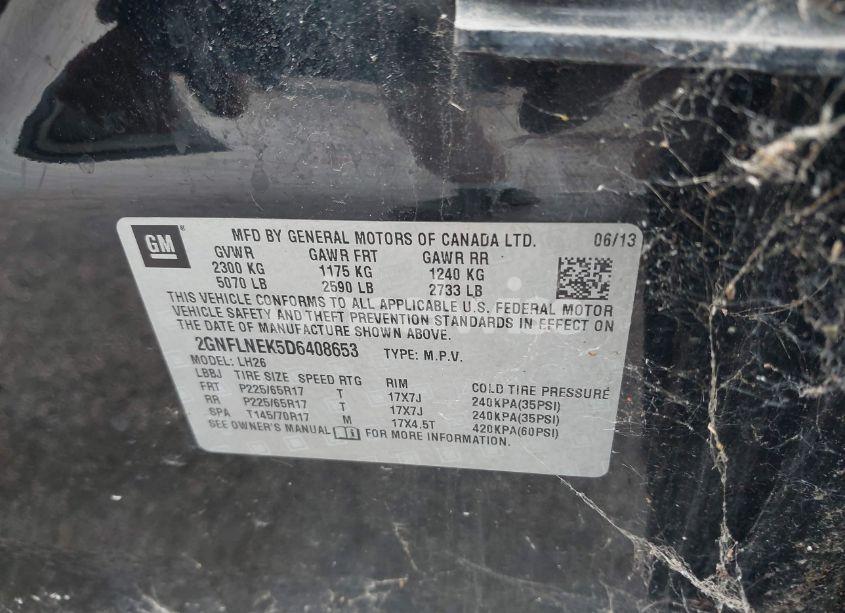 GM
MFD BY GENERAL MOTORS OF CANADA LTD. 06/13
GVWR GAWR FRT GAWR RR
2300 KG 1175 KG 1240 KG
5070 LB 2590 LB 2733 LB
THIS VEHICLE CONFORMS TO ALL APPLICABLE U.S. FEDERAL MOTOR
VEHICLE SAFETY AND THEFT PREVENTION STANDARDS IN EFFECT ON
THE DATE OF MANUFACTURE SHOWN ABOVE.
2GNFLNEK5D6408653 TYPE: M.P.V.
MODEL: LH26
LBBJ TIRE SIZE SPEED RTG RIM COLD TIRE PRESSURE
FRT P225/65R17 T 17X7J 240KPA(35PSI)
RR P225/65R17 T 17X7J 240KPA(35PSI)
SPA T145/70R17 M 17X4.5T 420KPA(60PSI)
SEE OWNER'S MANUAL FOR MORE INFORMATION.